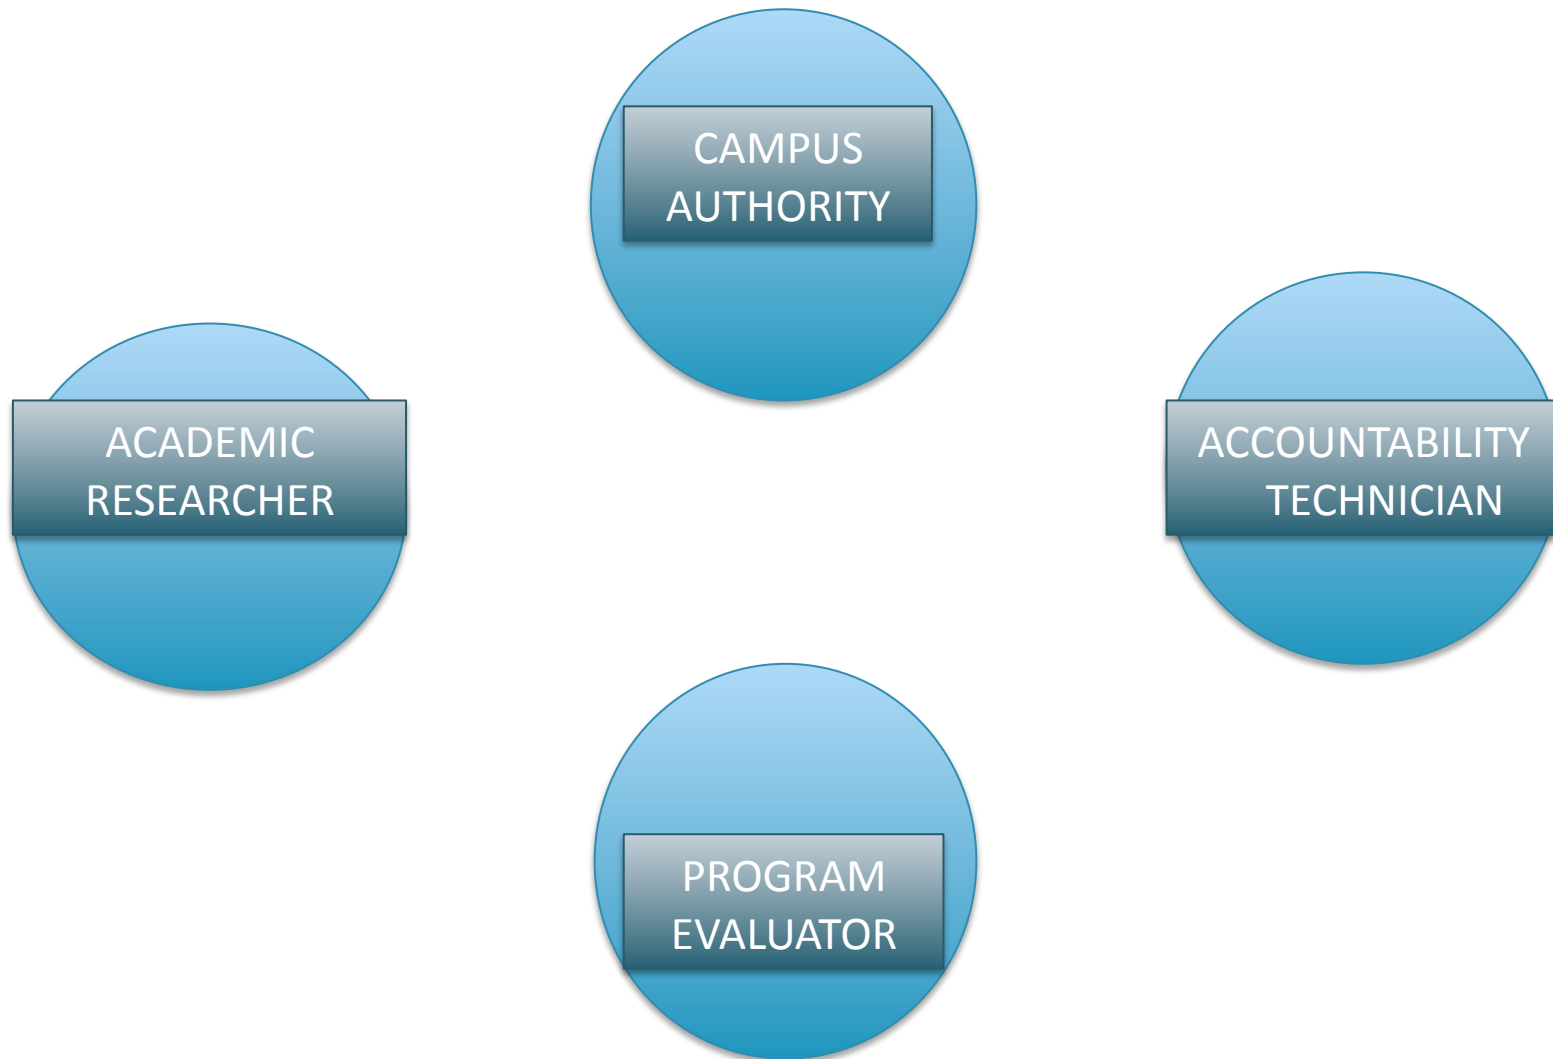 CAMPUS
AUTHORITY
ACADEMIC
RESEARCHER
ACCOUNTABILITY
TECHNICIAN
PROGRAM
EVALUATOR